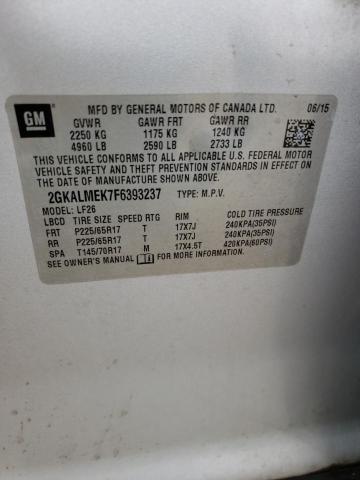 GM
MFD BY GENERAL MOTORS OF CANADA LTD. 06/15
GVWR GAWR FRT GAWR RR
2250 KG 1175 KG 1240 KG
4960 LB 2590 LB 2733 LB
THIS VEHICLE CONFORMS TO ALL APPLICABLE U.S. FEDERAL MOTOR
VEHICLE SAFETY AND THEFT PREVENTION STANDARDS IN EFFECT ON
THE DATE OF MANUFACTURE SHOWN ABOVE.
2GKALMEK7F6393237 TYPE: M.P.V.
MODEL: LF26
LBCD TIRE SIZE SPEED RTG RIM COLD TIRE PRESSURE
FRT P225/65R17 T 17X7J 240KPA(35PSI)
RR P225/65R17 T 17X7J 240KPA(35PSI)
SPA T145/70R17 M 17X4.5T 420KPA(60PSI)
SEE OWNER'S MANUAL FOR MORE INFORMATION.